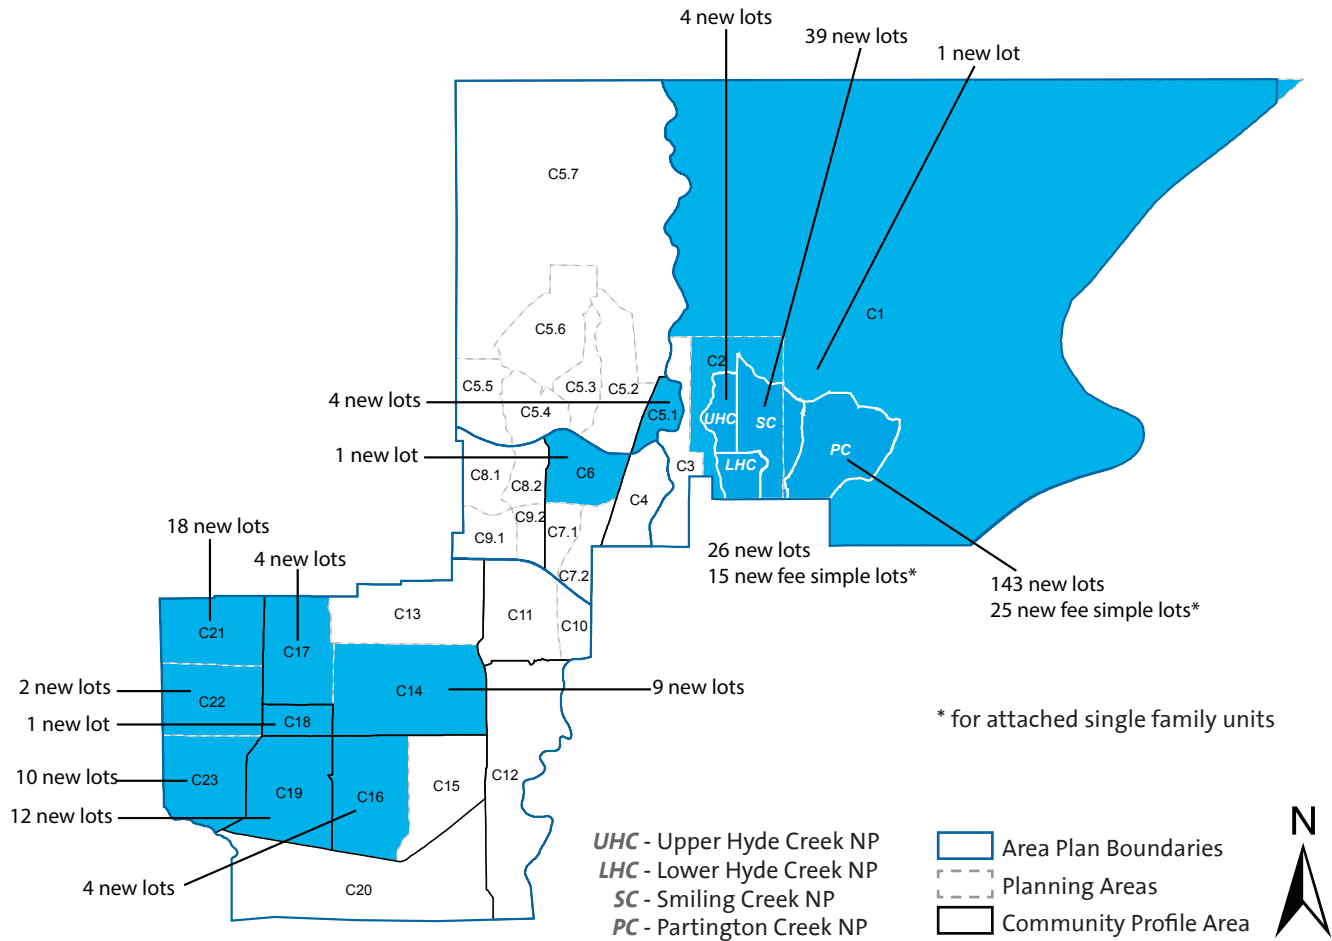 4 new lots
39 new lots
1 new lot
C5.7
C1
C5.6
C2
C5.5
C5.3
C5.2
C5.4
4 new lots
C5.1
UHC
SC
PC
LHC
1 new lot
C6
C3
C8.1
C8.2
C4
C9.2
C9.1
C7.1
18 new lots
4 new lots
26 new lots
15 new fee simple lots*
C7.2
143 new lots
25 new fee simple lots*
C13
C11
C10
C21
C17
2 new lots
C22
C14
9 new lots
1 new lot
C18
* for attached single family units
10 new lots
C23
C19
C16
C15
C12
12 new lots
4 new lots
C20
UHC - Upper Hyde Creek NP
LHC - Lower Hyde Creek NP
SC - Smiling Creek NP
PC - Partington Creek NP
Area Plan Boundaries
Planning Areas
Community Profile Area
N